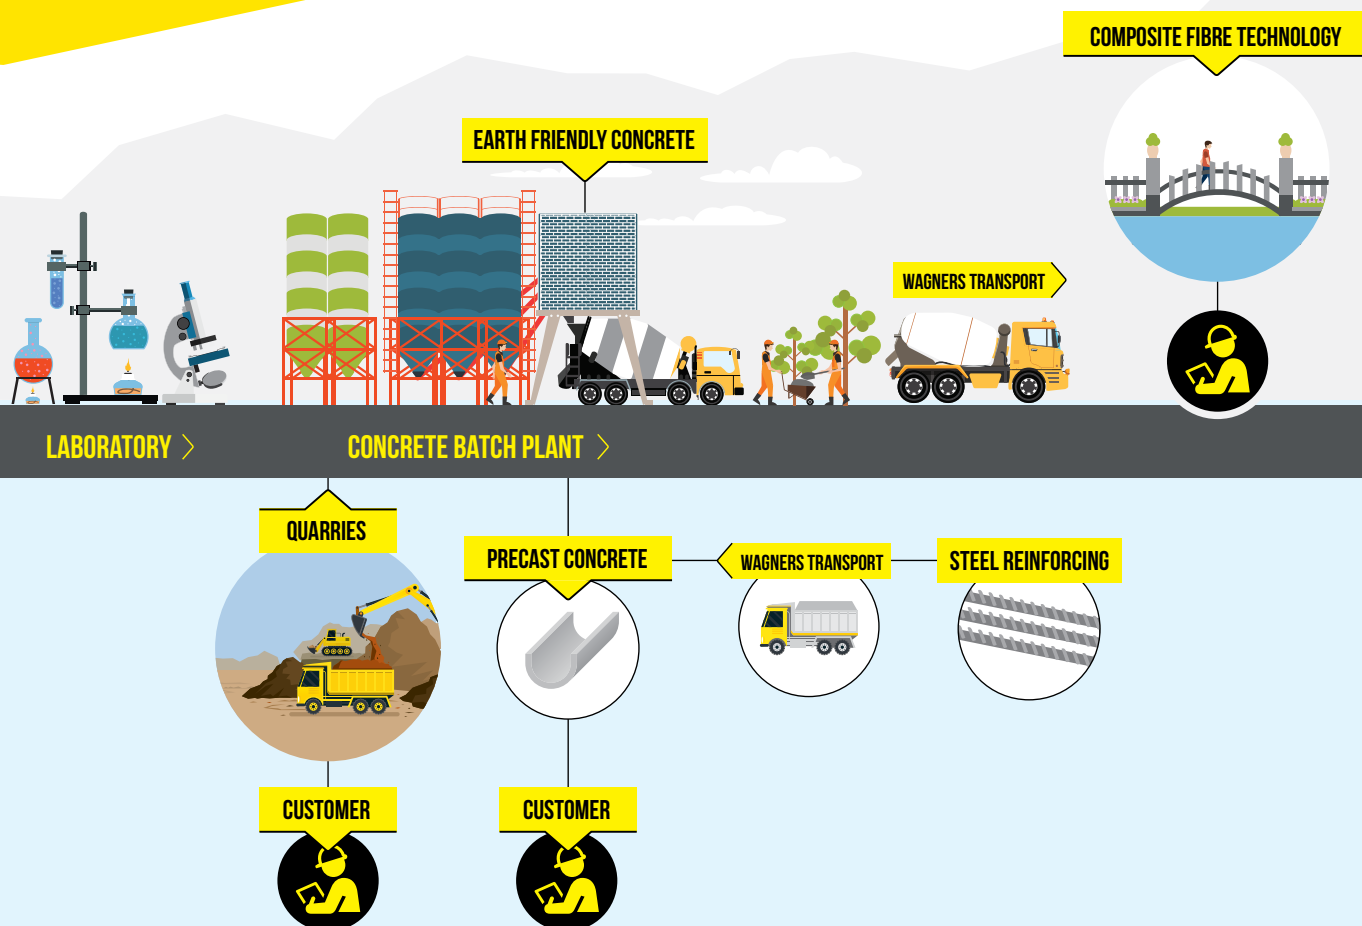 COMPOSITE FIBRE TECHNOLOGY
EARTH FRIENDLY CONCRETE
WAGNERS TRANSPORT
LABORATORY
CONCRETE BATCH PLANT
QUARRIES
PRECAST CONCRETE
WAGNERS TRANSPORT
STEEL REINFORCING
CUSTOMER
CUSTOMER